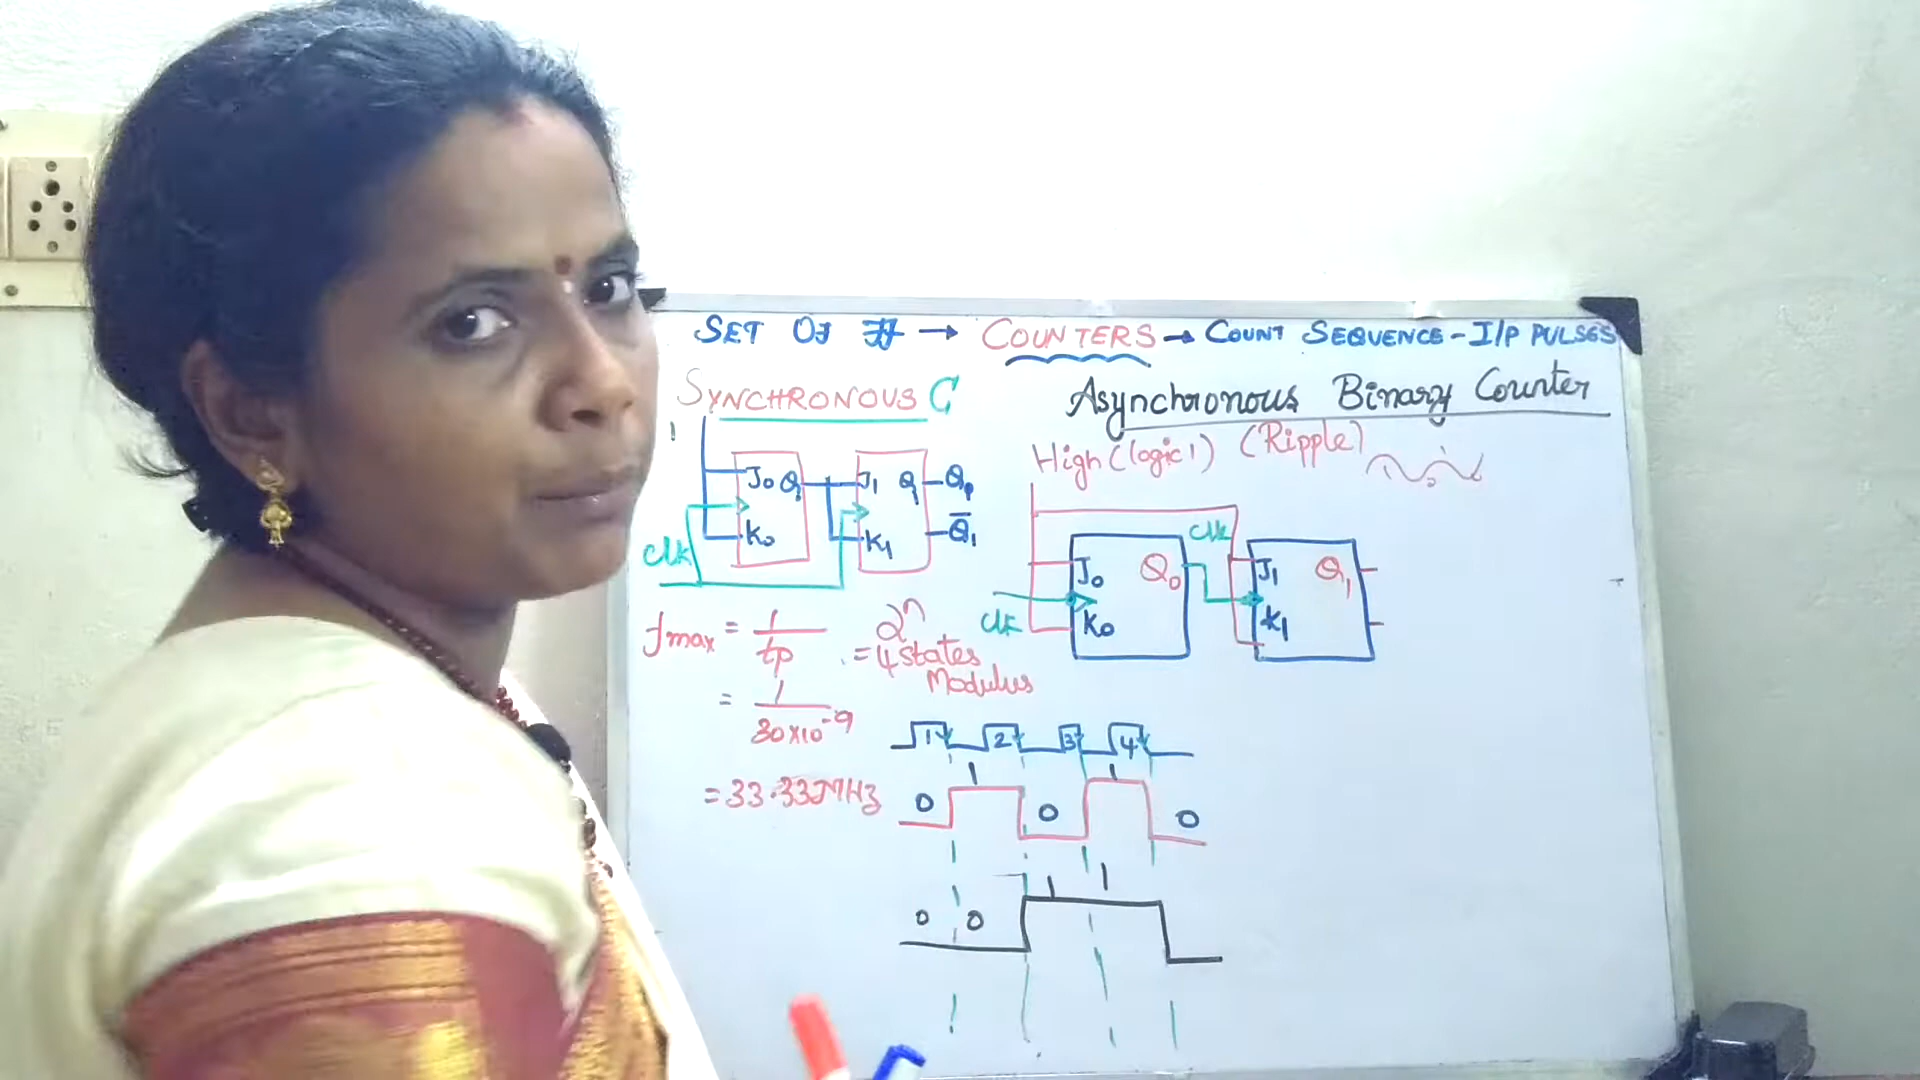 SET OF FF → COUNTERS → COUNT SEQUENCE - I/P PULSES
SYNCHRONOUS C
1
J0 Q J1 Q Q
K0 K1 Q̄1
clk
Asynchronous Binary Counter
High (logic 1) (Ripple)
clk
J0 Q0 J1 Q1
clk K0 K1
fmax = 1/tp
= 1/30x10^-9
= 33.33MHz
2^n
= 4 states
Modulus
1 2 3 4
0 1 0 1 0
0 0 1 1